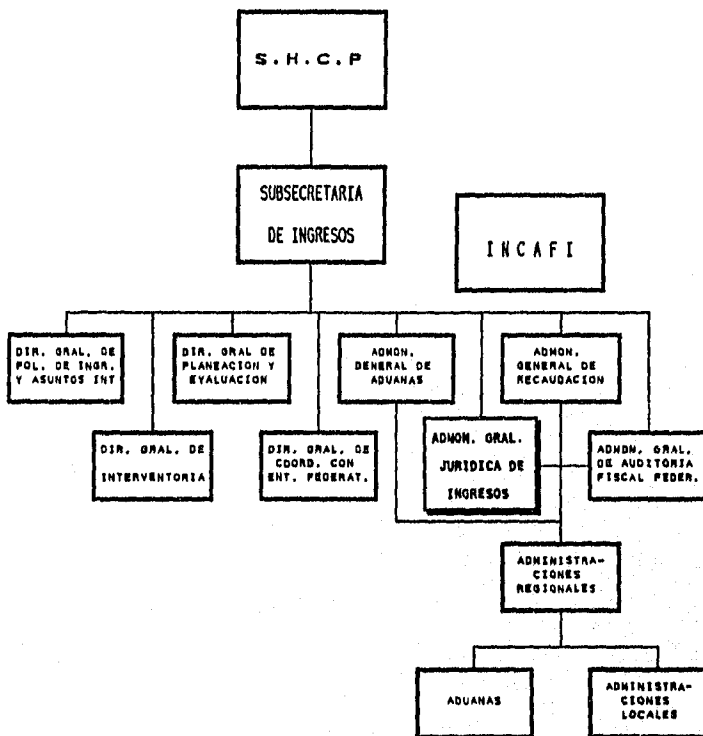 S.H.C.P
SUBSECRETARIA
DE INGRESOS
INCAFI
DIR. GRAL. DE
POL. DE INGR.
Y ASUNTOS INT
DIR. GRAL DE
PLANEACION Y
EVALUACION
ADMON.
GENERAL DE
ADUANAS
ADMON.
GENERAL DE
RECAUDACION
DIR. GRAL. DE
INTERVENTORIA
DIR. GRAL. DE
COORD. CON
ENT. FEDERAT.
ADMON. GRAL.
JURIDICA DE
INGRESOS
ADMON. GRAL.
DE AUDITORIA
FISCAL FEDER.
ADMINISTRA-
CIONES
REGIONALES
ADUANAS
ADMINISTRA-
CIONES
LOCALES